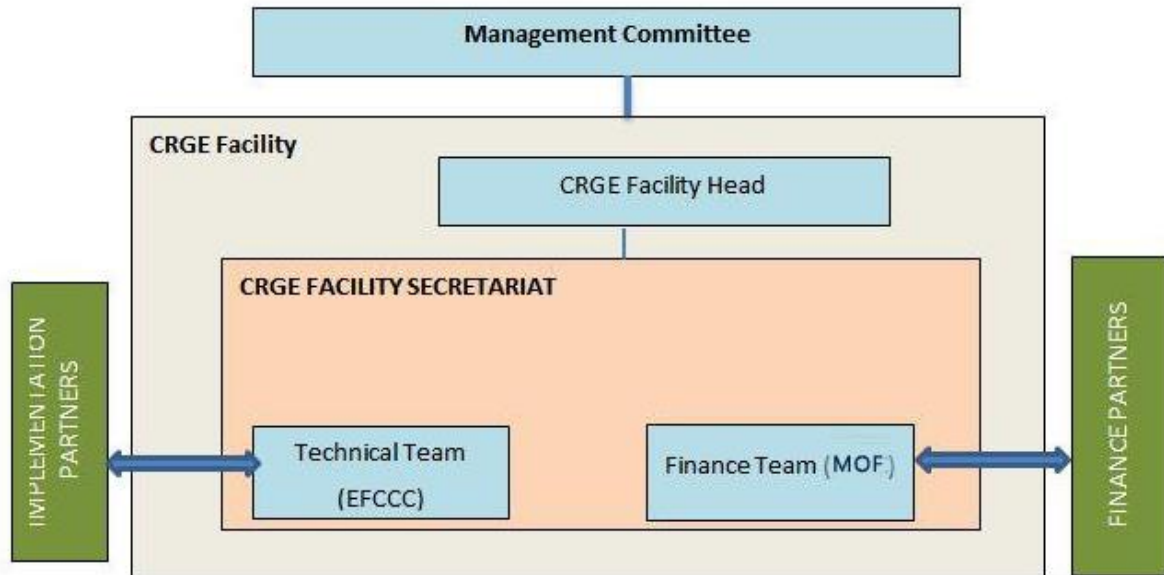 Management Committee
CRGE Facility
CRGE Facility Head
CRGE FACILITY SECRETARIAT
IMPLEMENTATION
PARTNERS
Technical Team
(EFCCC)
Finance Team (MOF)
FINANCE PARTNERS